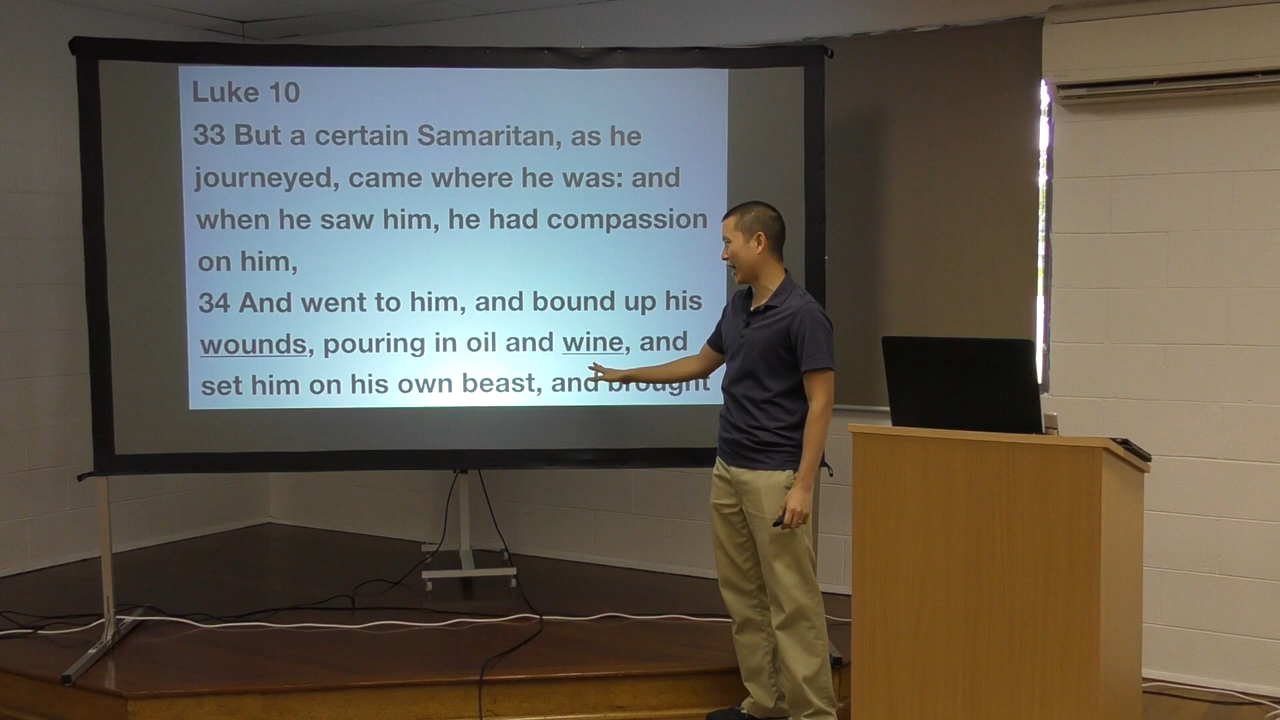 Luke 10
33 But a certain Samaritan, as he
journeyed, came where he was: and
when he saw him, he had compassion
on him,
34 And went to him, and bound up his
wounds, pouring in oil and wine, and
set him on his own beast, and brought